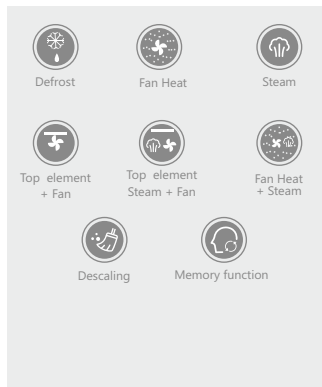 Defrost
Fan Heat
Steam
Top element
+ Fan
Top element
Steam + Fan
Fan Heat
+ Steam
Descaling
Memory function